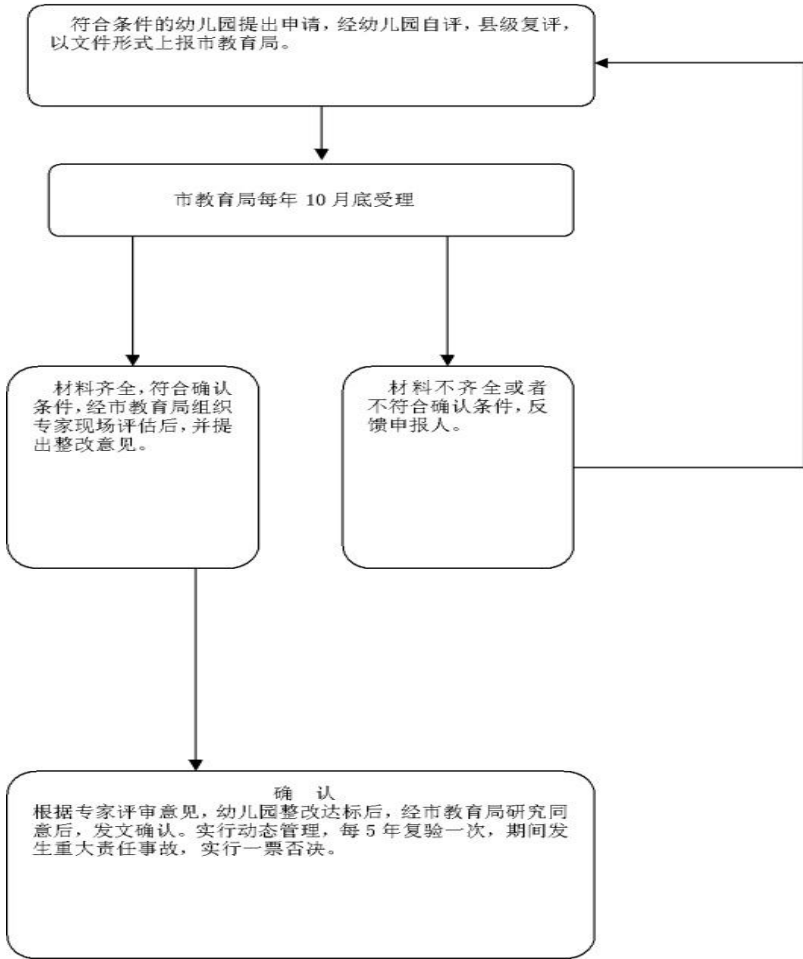 符合条件的幼儿园提出申请，经幼儿园自评，县级复评，
以文件形式上报市教育局。
市教育局每年 10 月底受理
材料齐全，符合确认
条件，经市教育局组织
专家现场评估后，并提
出整改意见。
材料不齐全或者
不符合确认条件，反
馈申报人。
确 认
根据专家评审意见，幼儿园整改达标后，经市教育局研究同
意后，发文确认。实行动态管理，每 5 年复验一次，期间发
生重大责任事故，实行一票否决。